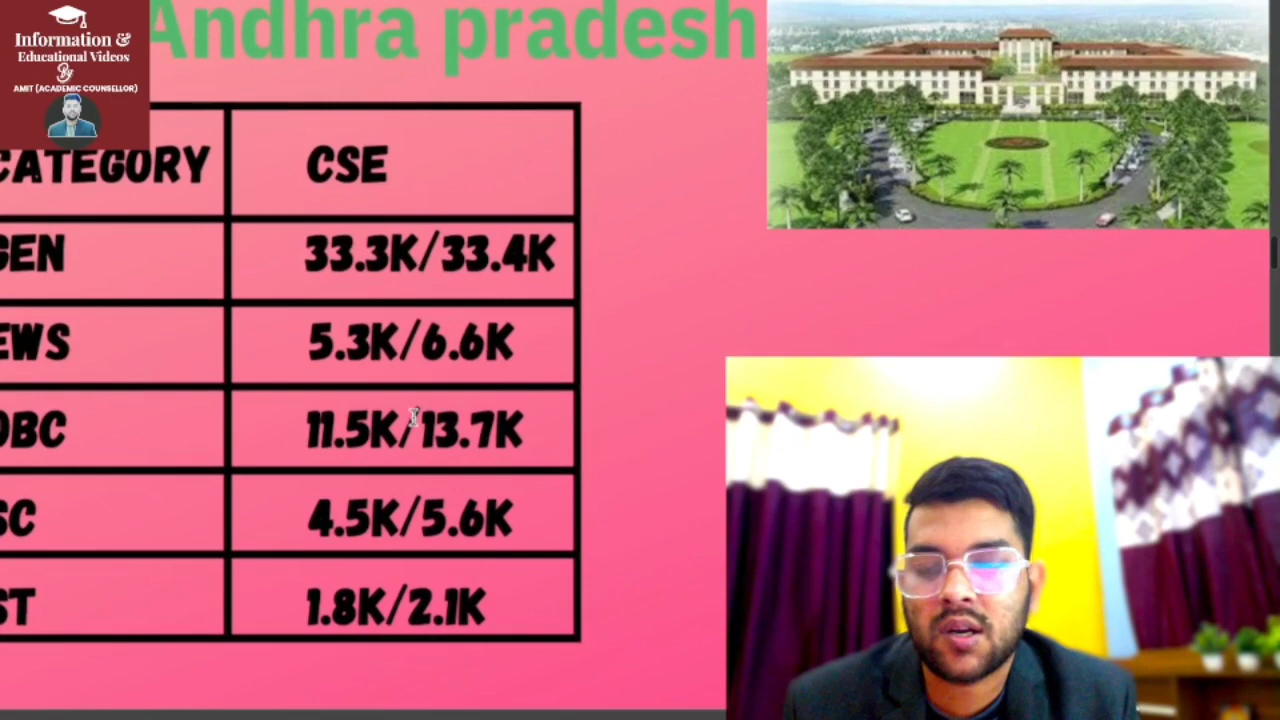 Andhra pradesh
Information &
Educational Videos
By
AMIT (ACADEMIC COUNSELLOR)
CATEGORY CSE
GEN 33.3K/33.4K
EWS 5.3K/6.6K
OBC 11.5K/13.7K
SC 4.5K/5.6K
ST 1.8K/2.1K